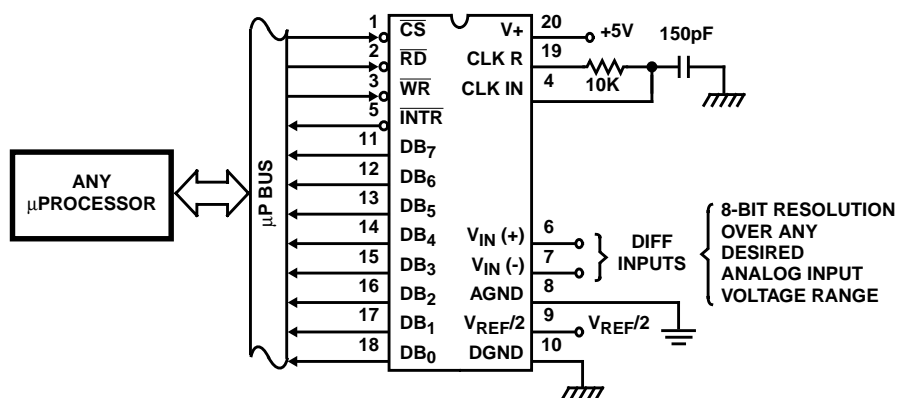 ANY
µPROCESSOR
µP BUS
1 CS
2 RD
3 WR
5 INTR
11 DB7
12 DB6
13 DB5
14 DB4
15 DB3
16 DB2
17 DB1
18 DB0
V+ 20 +5V
CLK R 19 10K 150pF
CLK IN 4
VIN (+) 6
VIN (-) 7
AGND 8
VREF/2 9 VREF/2
DGND 10
DIFF
INPUTS
8-BIT RESOLUTION
OVER ANY
DESIRED
ANALOG INPUT
VOLTAGE RANGE